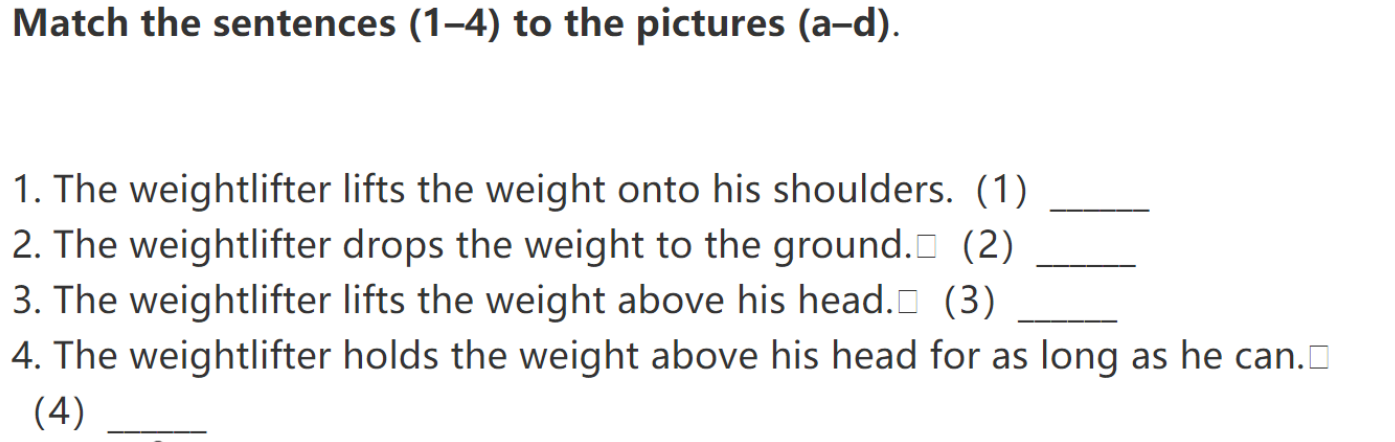 Match the sentences (1–4) to the pictures (a–d).
1. The weightlifter lifts the weight onto his shoulders. (1) ______
2. The weightlifter drops the weight to the ground.□ (2) ______
3. The weightlifter lifts the weight above his head.□ (3) ______
4. The weightlifter holds the weight above his head for as long as he can.□
(4) ______